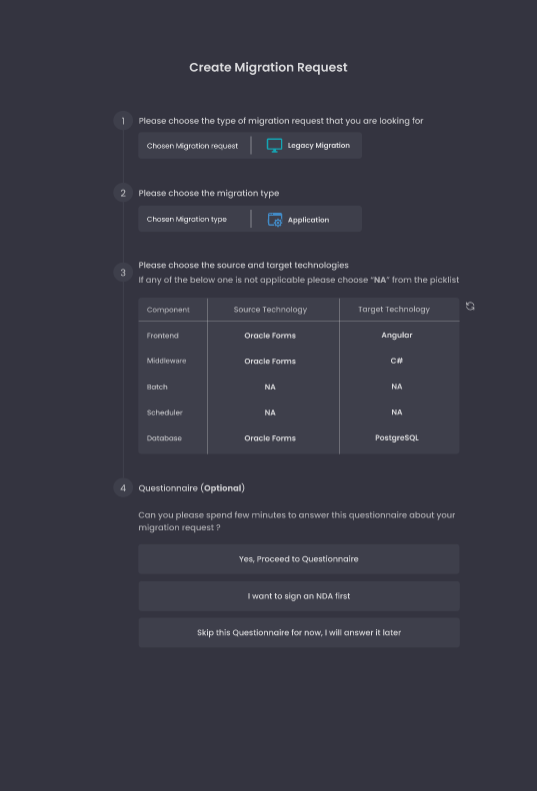 Create Migration Request
1 Please choose the type of migration request that you are looking for
Chosen Migration request Legacy Migration
2 Please choose the migration type
Chosen Migration type Application
3 Please choose the source and target technologies
If any of the below one is not applicable please choose “NA” from the picklist
Component Source Technology Target Technology
Frontend Oracle Forms Angular
Middleware Oracle Forms C#
Batch NA NA
Scheduler NA NA
Database Oracle Forms PostgreSQL
4 Questionnaire (Optional)
Can you please spend few minutes to answer this questionnaire about your
migration request ?
Yes, Proceed to Questionnaire
I want to sign an NDA first
Skip this Questionnaire for now, I will answer it later